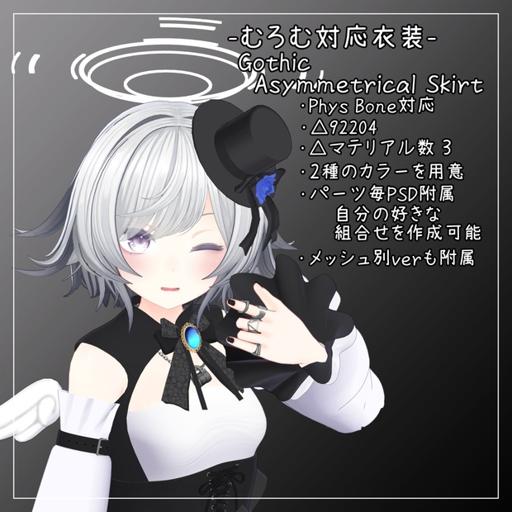 -むろむ対応衣装-
Gothic
Asymmetrical Skirt
・Phys Bone対応
・△92204
・△マテリアル数 3
・2種のカラーを用意
・パーツ毎PSD附属
自分の好きな
組合せを作成可能
・メッシュ別verも附属